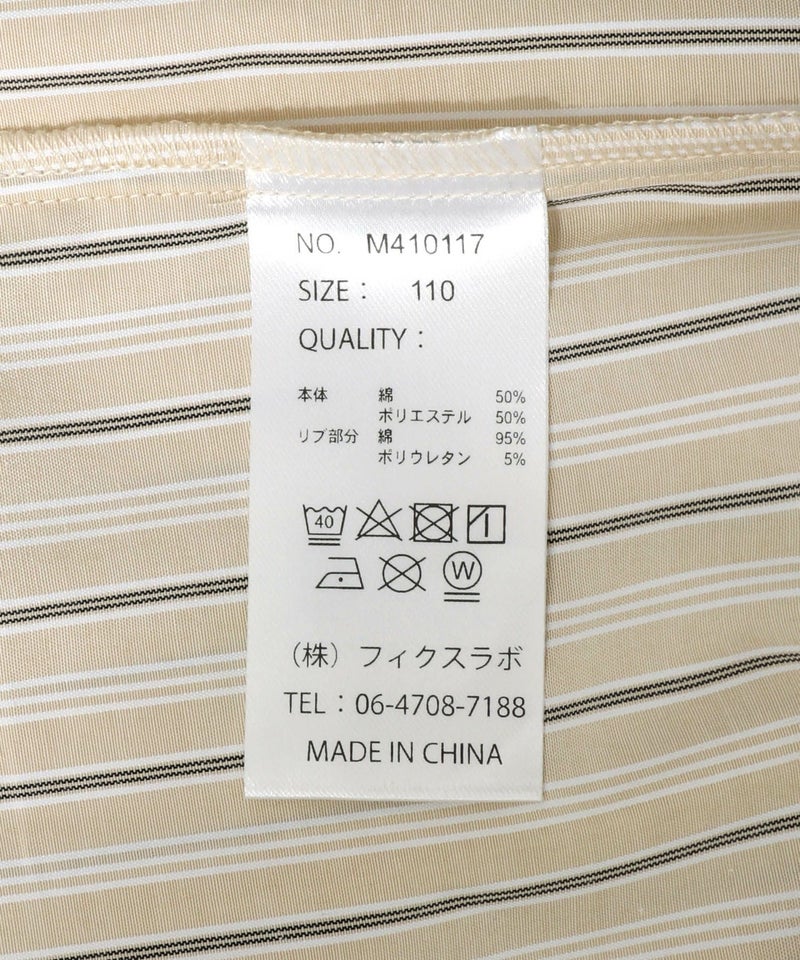 NO. M410117
SIZE： 110
QUALITY：
本体 綿 50%
ポリエステル 50%
リブ部分 綿 95%
ポリウレタン 5%
40
W
（株）フィクスラボ
TEL：06-4708-7188
MADE IN CHINA